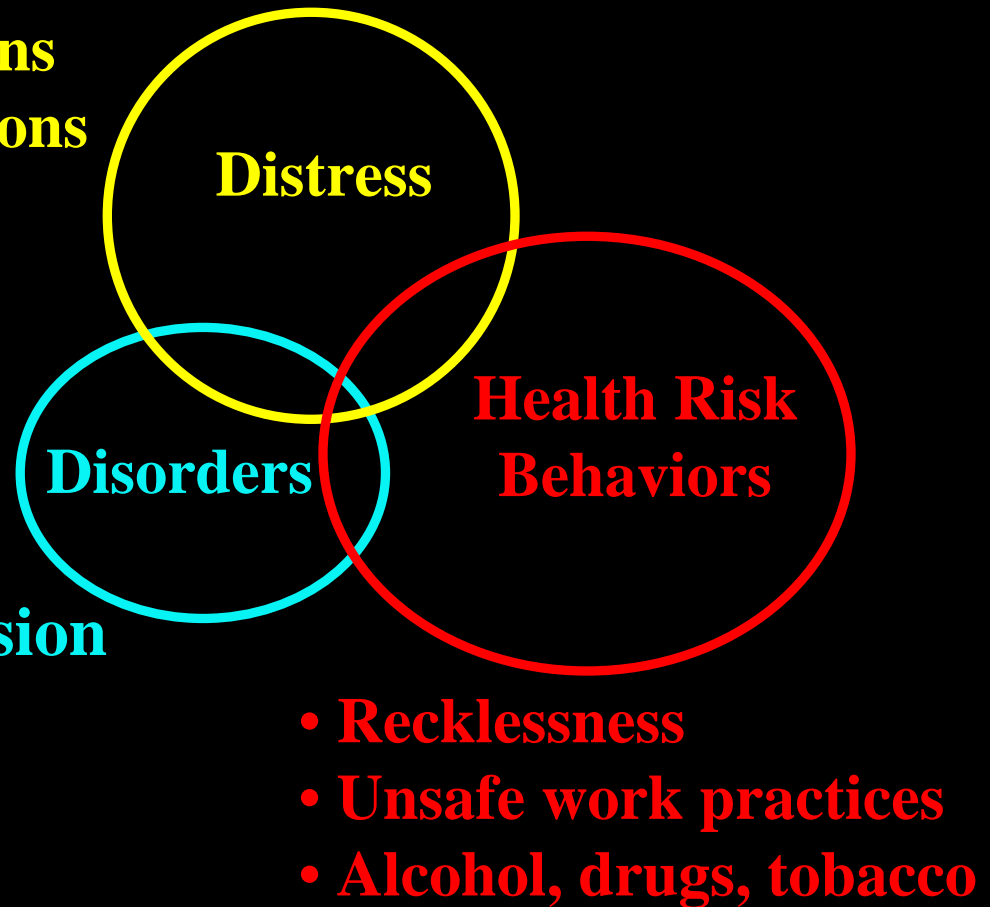 ns
ons
Distress
Health Risk
Behaviors
Disorders
sion
• Recklessness
• Unsafe work practices
• Alcohol, drugs, tobacco